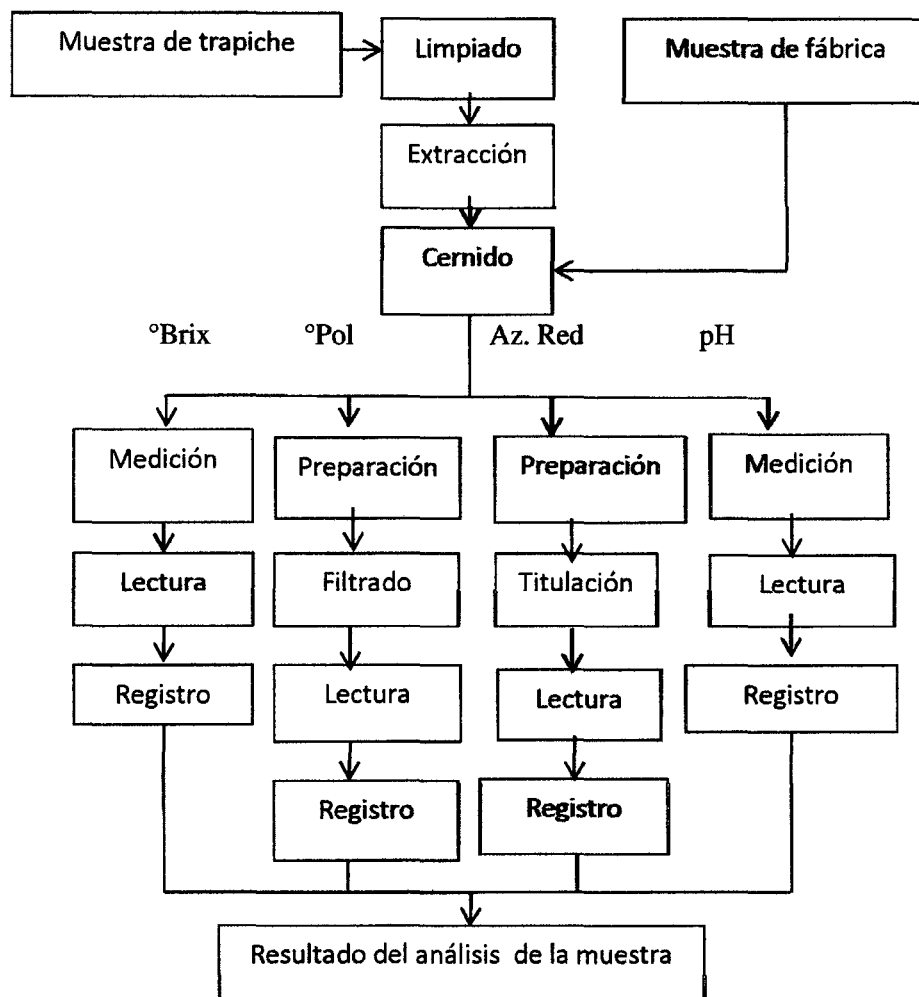 Muestra de trapiche
Limpiado
Muestra de fábrica
Extracción
Cernido
°Brix
°Pol
Az. Red
pH
Medición
Preparación
Preparación
Medición
Lectura
Filtrado
Titulación
Lectura
Registro
Lectura
Lectura
Registro
Registro
Registro
Resultado del análisis de la muestra